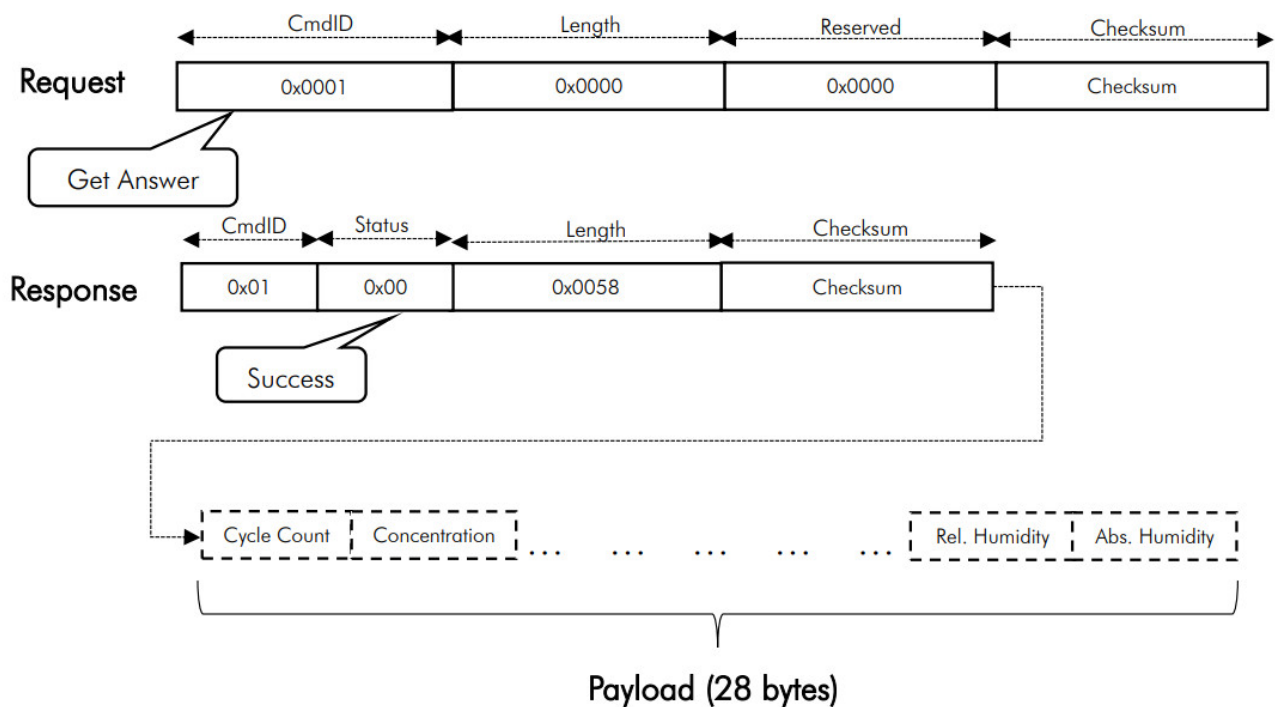 CmdID Length Reserved Checksum
Request 0x0001 0x0000 0x0000 Checksum
Get Answer
CmdID Status Length Checksum
Response 0x01 0x00 0x0058 Checksum
Success
Cycle Count Concentration ... ... ... ... ... Rel. Humidity Abs. Humidity
Payload (28 bytes)